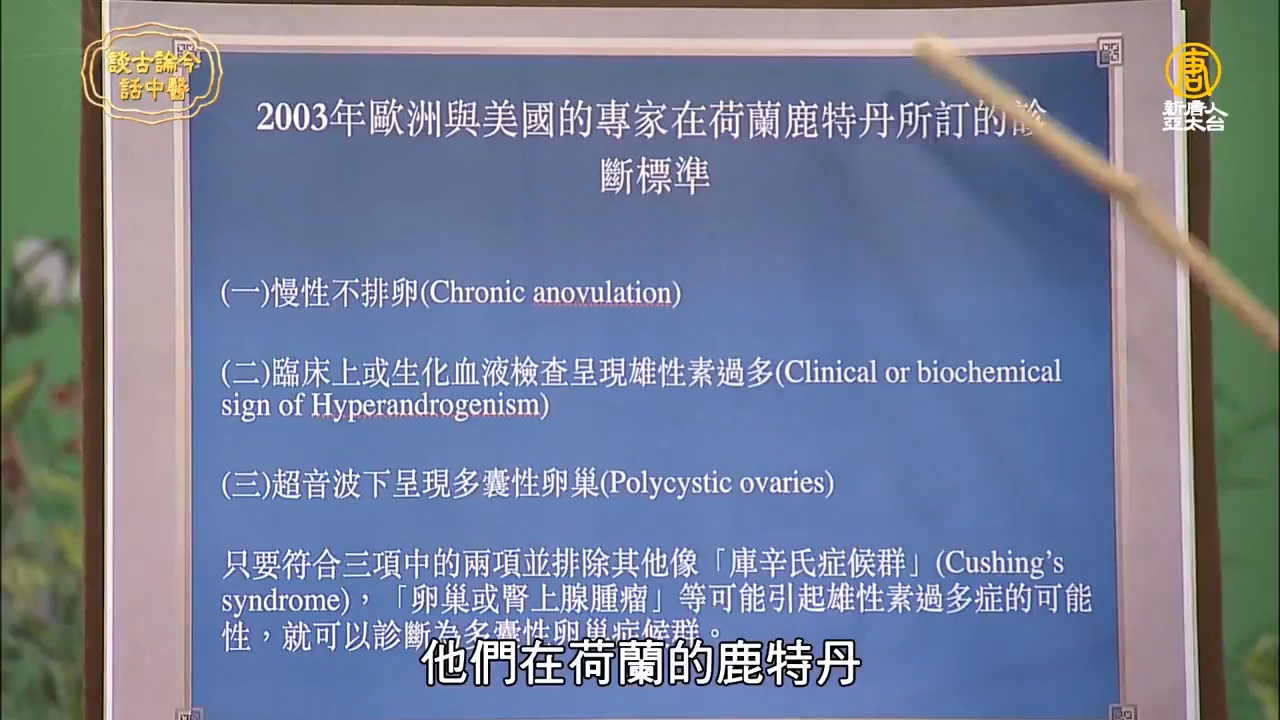 談古論今
話中醫
新唐人
亞太台
2003年歐洲與美國的專家在荷蘭鹿特丹所訂的診
斷標準
(一)慢性不排卵(Chronic anovulation)
(二)臨床上或生化血液檢查呈現雄性素過多(Clinical or biochemical
sign of Hyperandrogenism)
(三)超音波下呈現多囊性卵巢(Polycystic ovaries)
只要符合三項中的兩項並排除其他像「庫辛氏症候群」(Cushing's
syndrome)，「卵巢或腎上腺腫瘤」等可能引起雄性素過多症的可能
性，就可以診斷為多囊性卵巢症候群。
他們在荷蘭的鹿特丹